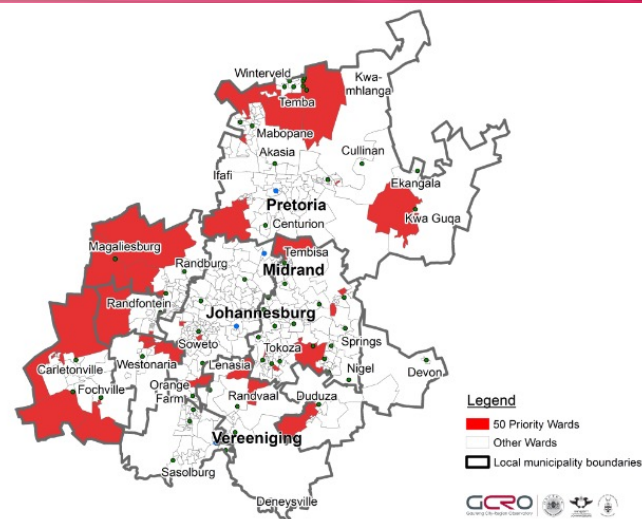 Winterveld
Kwa-
mhlanga
Temba
Mabopane
Akasia
Cullinan
Ifafi
Ekangala
Pretoria
Kwa Guqa
Centurion
Magaliesburg
Tembisa
Randburg
Midrand
Randfontein
Johannesburg
Soweto
Springs
Carletonville
Westonaria
Lenasia
Tokoza
Nigel
Devon
Fochville
Orange
Farm
Randvaal
Duduza
Vereeniging
Sasolburg
Deneysville
Legend
50 Priority Wards
Other Wards
Local municipality boundaries
GCRO